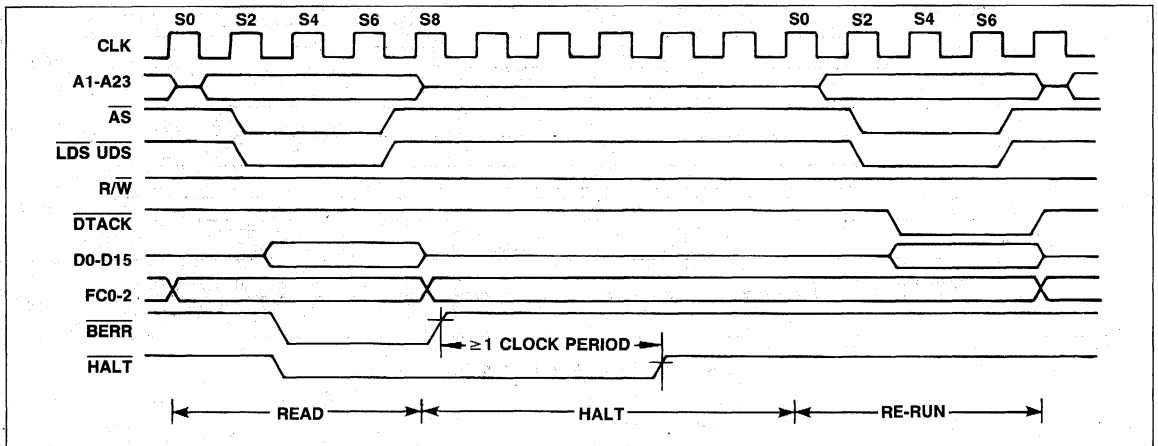 S0 S2 S4 S6 S8 S0 S2 S4 S6
CLK
A1-A23
AS
LDS UDS
R/W
DTACK
D0-D15
FC0-2
BERR
≥1 CLOCK PERIOD
HALT
READ HALT RE-RUN